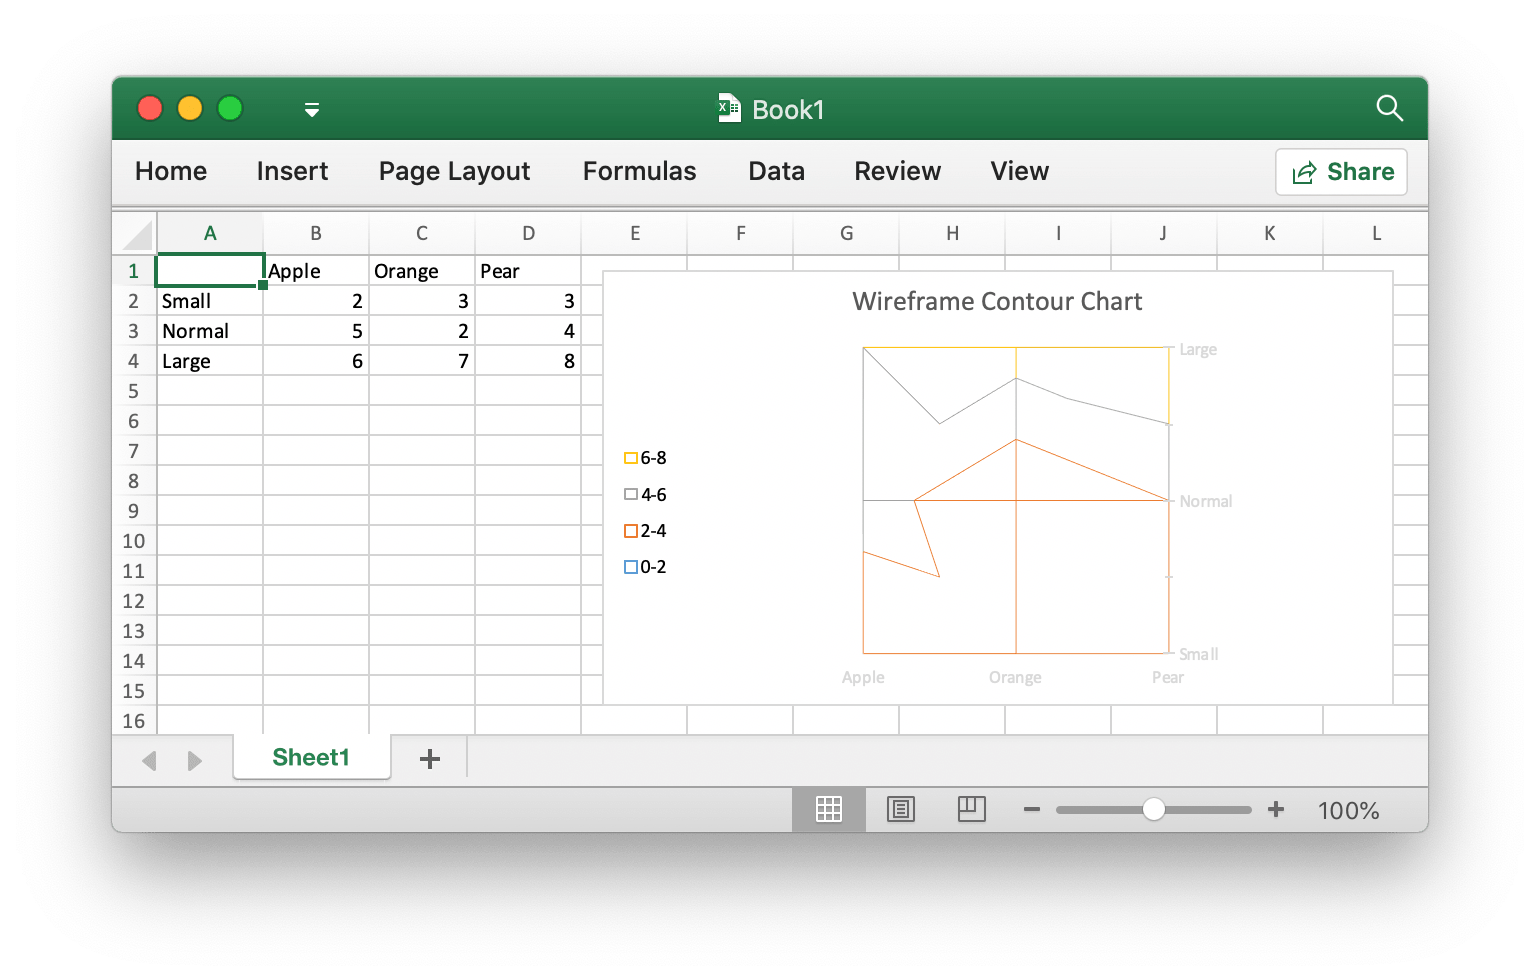 Book1
Home Insert Page Layout Formulas Data Review View Share
A B C D E F G H I J K L
1 Apple Orange Pear
2 Small 2 3 3
3 Normal 5 2 4
4 Large 6 7 8
5
6
7
8
9
10
11
12
13
14
15
16
Wireframe Contour Chart
Large
6-8
4-6
Normal
2-4
0-2
Small
Apple Orange Pear
Sheet1 +
100%